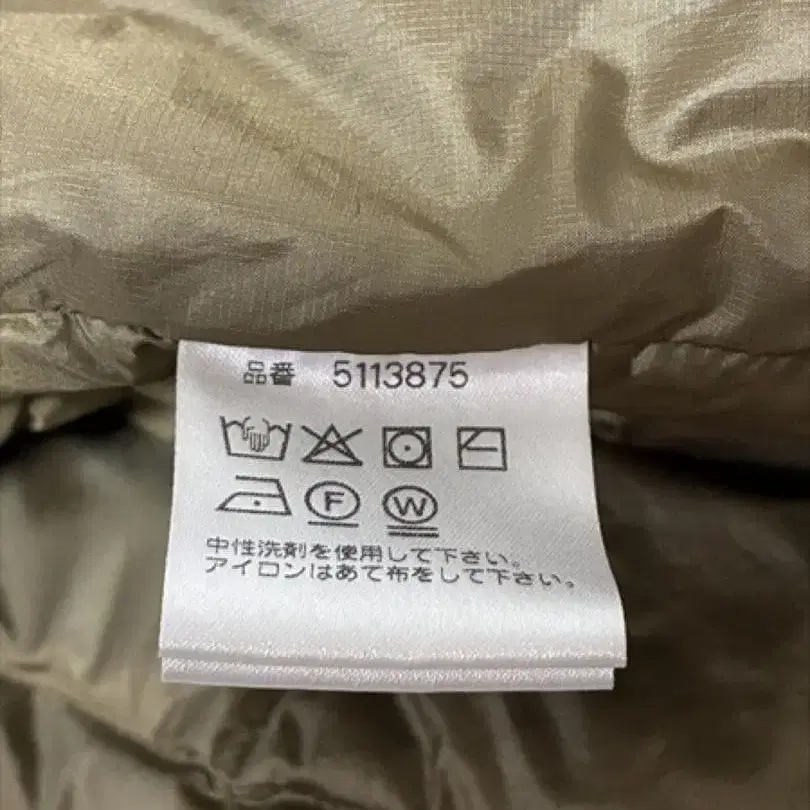 品番 5113875
F W
中性洗剤を使用して下さい。
アイロンはあて布をして下さい。